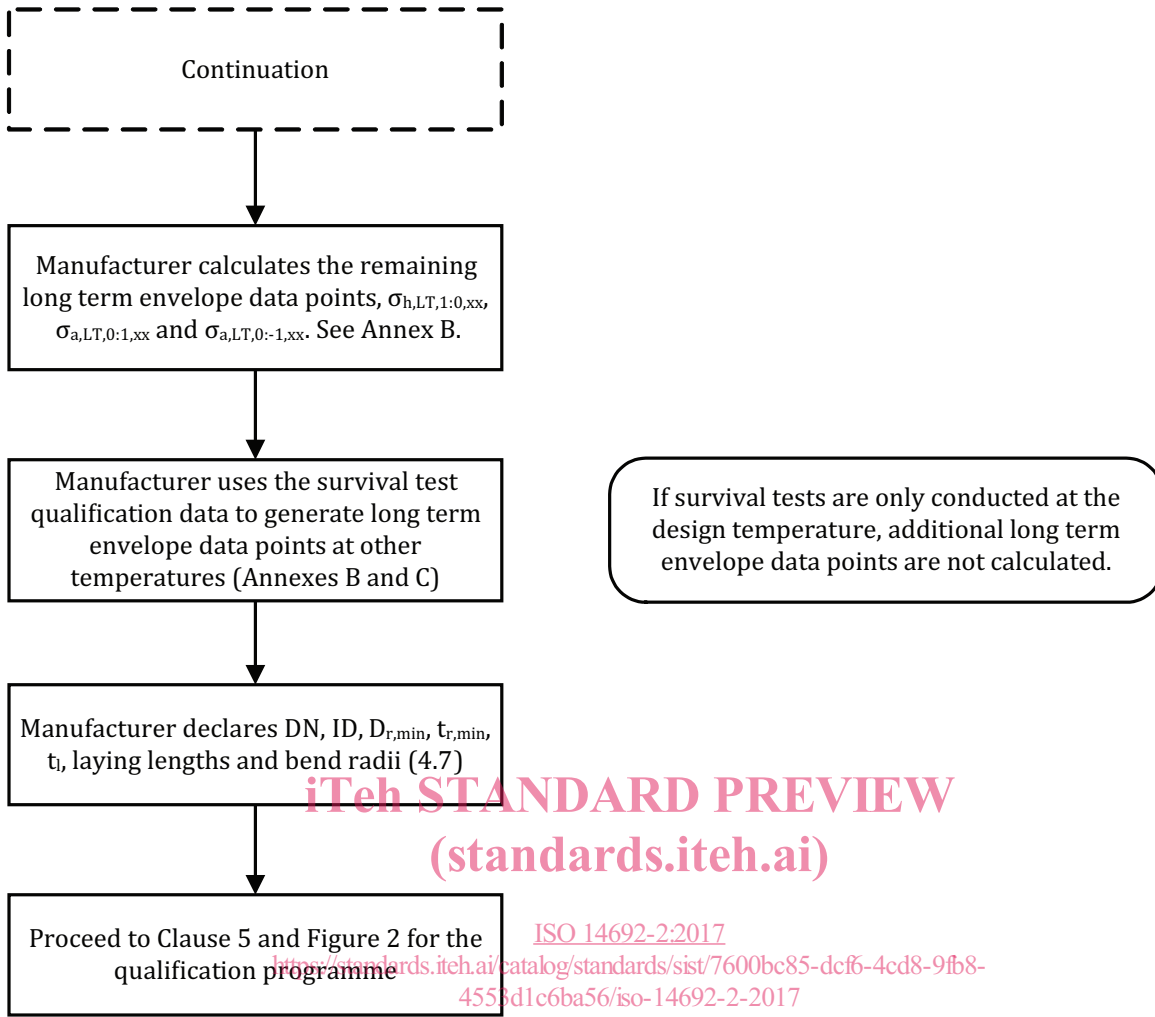 Continuation
Manufacturer calculates the remaining
long term envelope data points, σh,LT,1:0,xx,
σa,LT,0:1,xx and σa,LT,0:-1,xx. See Annex B.
Manufacturer uses the survival test
qualification data to generate long term
envelope data points at other
temperatures (Annexes B and C)
If survival tests are only conducted at the
design temperature, additional long term
envelope data points are not calculated.
Manufacturer declares DN, ID, Dr,min, tr,min,
tl, laying lengths and bend radii (4.7)
iTeh STANDARD PREVIEW
(standards.iteh.ai)
Proceed to Clause 5 and Figure 2 for the
qualification programme
ISO 14692-2:2017
https://standards.iteh.ai/catalog/standards/sist/7600bc85-dcf6-4cd8-9fb8-
4553d1c6ba56/iso-14692-2-2017